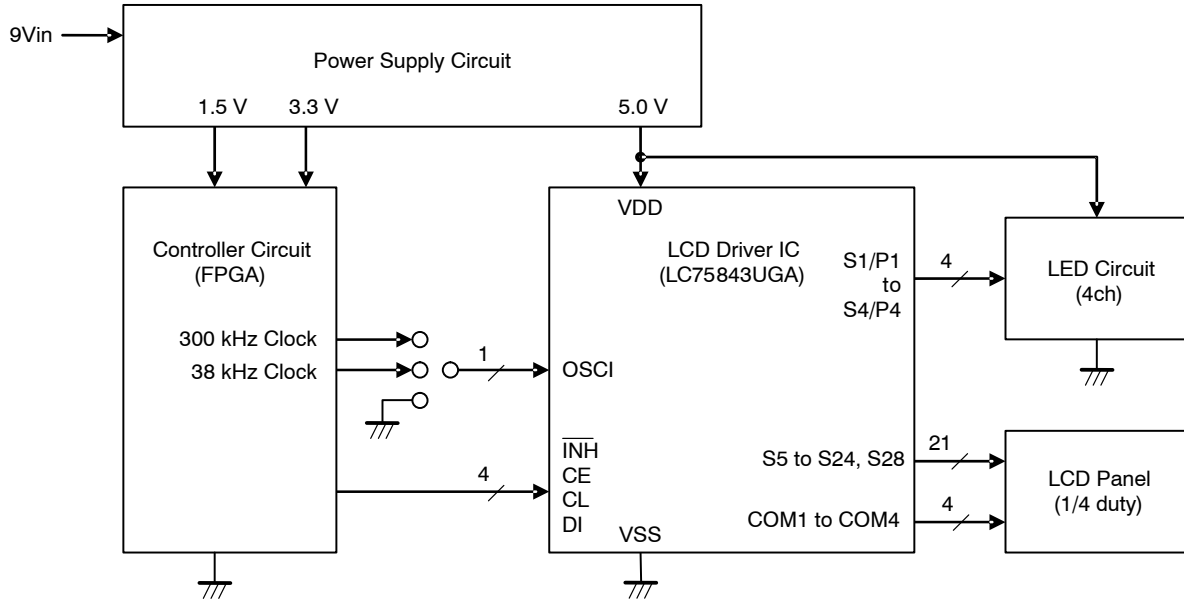 9Vin
Power Supply Circuit
1.5 V
3.3 V
5.0 V
Controller Circuit
(FPGA)
300 kHz Clock
38 kHz Clock
1
4
VDD
LCD Driver IC
(LC75843UGA)
OSCI
I̅N̅H̅
CE
CL
DI
VSS
S1/P1
to
S4/P4
S5 to S24, S28
COM1 to COM4
4
21
4
LED Circuit
(4ch)
LCD Panel
(1/4 duty)